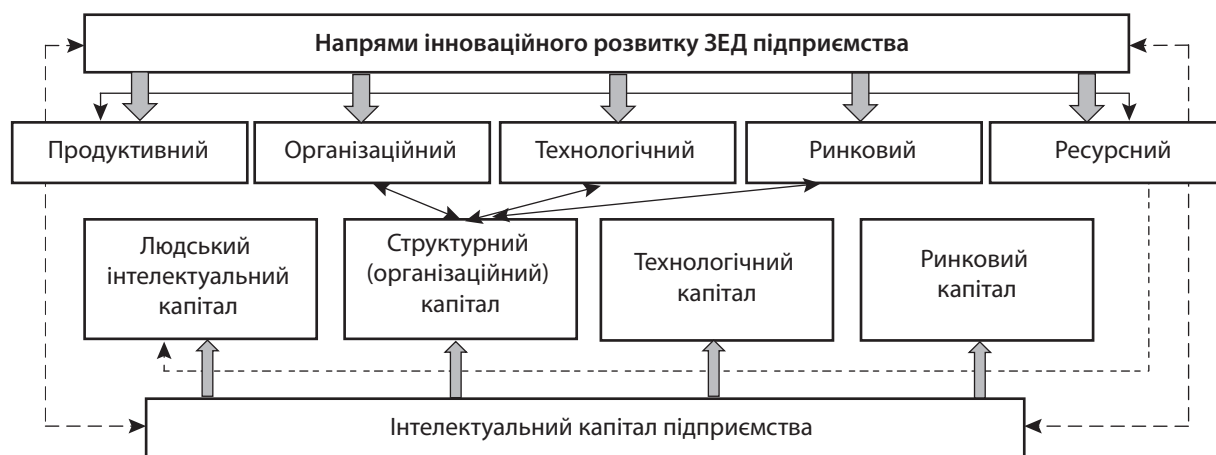 Напрями інноваційного розвитку ЗЕД підприємства
Продуктивний
Організаційний
Технологічний
Ринковий
Ресурсний
Людський
інтелектуальний
капітал
Структурний
(організаційний)
капітал
Технологічний
капітал
Ринковий
капітал
Інтелектуальний капітал підприємства